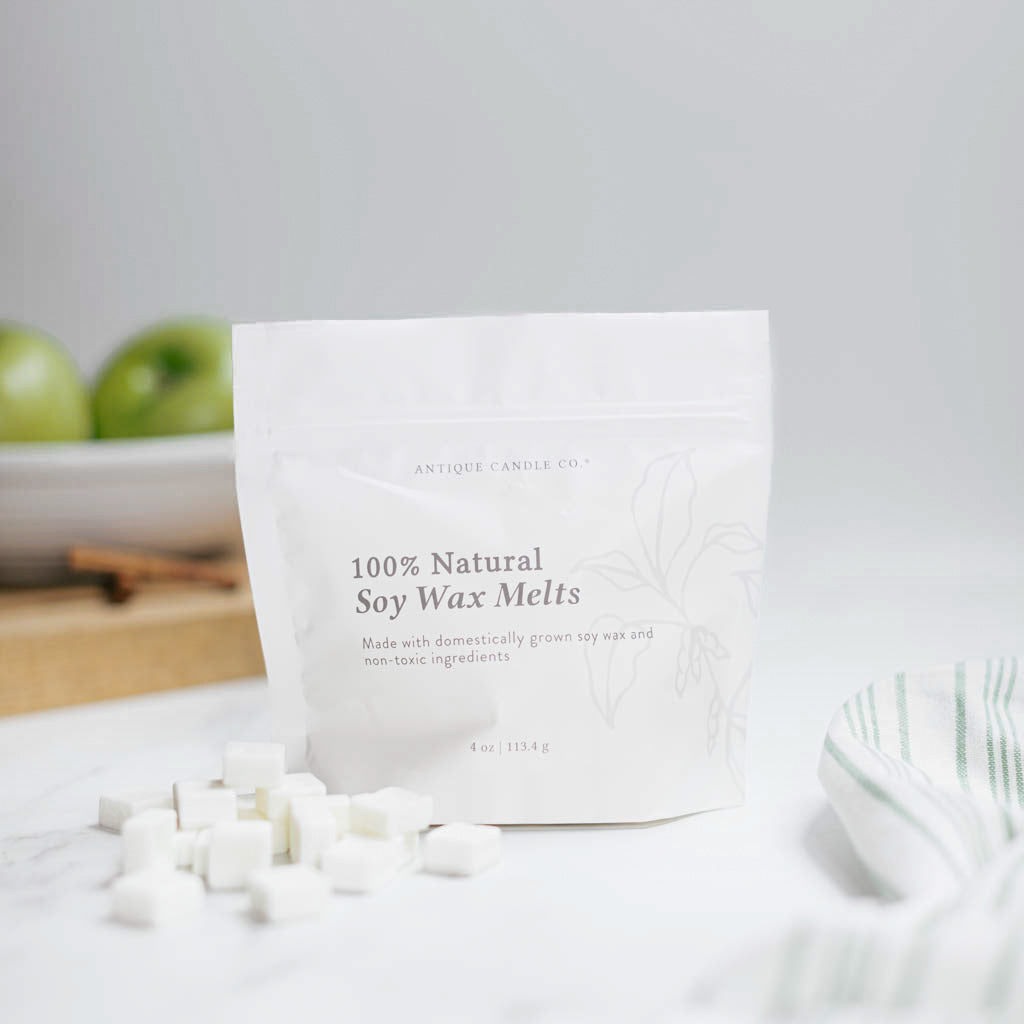 ANTIQUE CANDLE CO.®
100% Natural
Soy Wax Melts
Made with domestically grown soy wax and
non-toxic ingredients
4 oz | 113.4 g